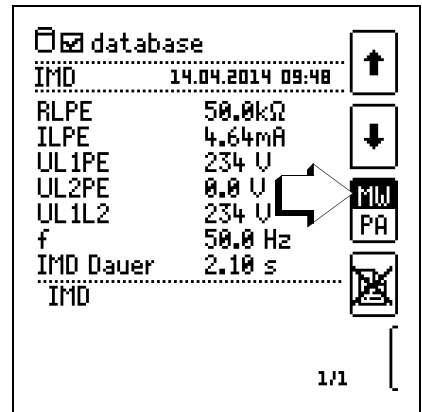 database
IMD 14.04.2014 09:48
RLPE 50.0kΩ
ILPE 4.64mA
UL1PE 234 V
UL2PE 0.0 V
UL1L2 234 V
f 50.0 Hz
IMD Dauer 2.10 s
IMD
MW
PA
1/1